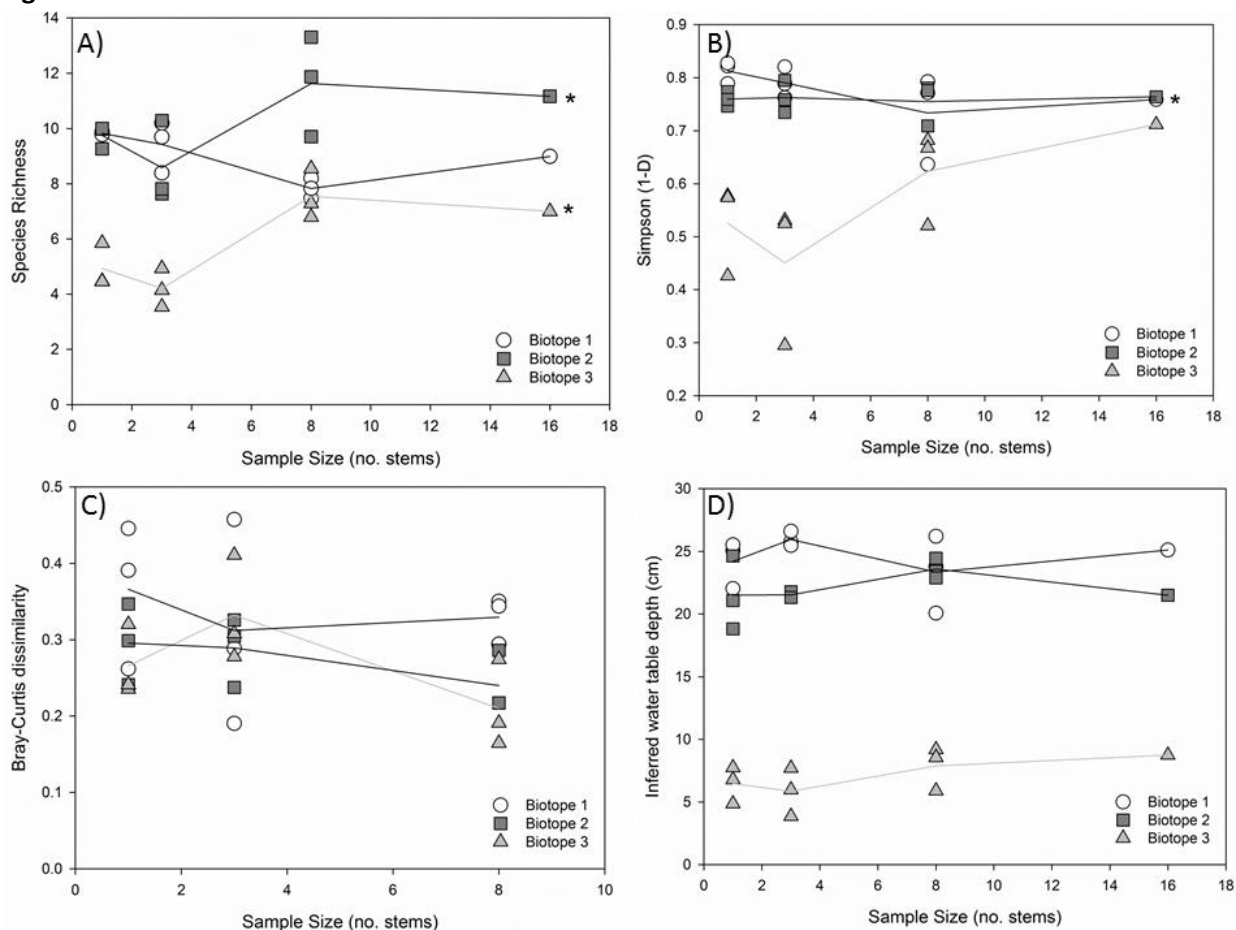 A)
Species Richness
14
12
10
8
6
4
2
0
*
*
Biotope 1
Biotope 2
Biotope 3
0 2 4 6 8 10 12 14 16 18
Sample Size (no. stems)
B)
Simpson (1-D)
1.0
0.9
0.8
0.7
0.6
0.5
0.4
0.3
0.2
*
Biotope 1
Biotope 2
Biotope 3
0 2 4 6 8 10 12 14 16 18
Sample Size (no. stems)
C)
Bray-Curtis dissimilarity
0.5
0.4
0.3
0.2
0.1
0.0
Biotope 1
Biotope 2
Biotope 3
0 2 4 6 8 10
Sample Size (no. stems)
D)
Inferred water table depth (cm)
30
25
20
15
10
5
0
Biotope 1
Biotope 2
Biotope 3
0 2 4 6 8 10 12 14 16 18
Sample Size (no. stems)